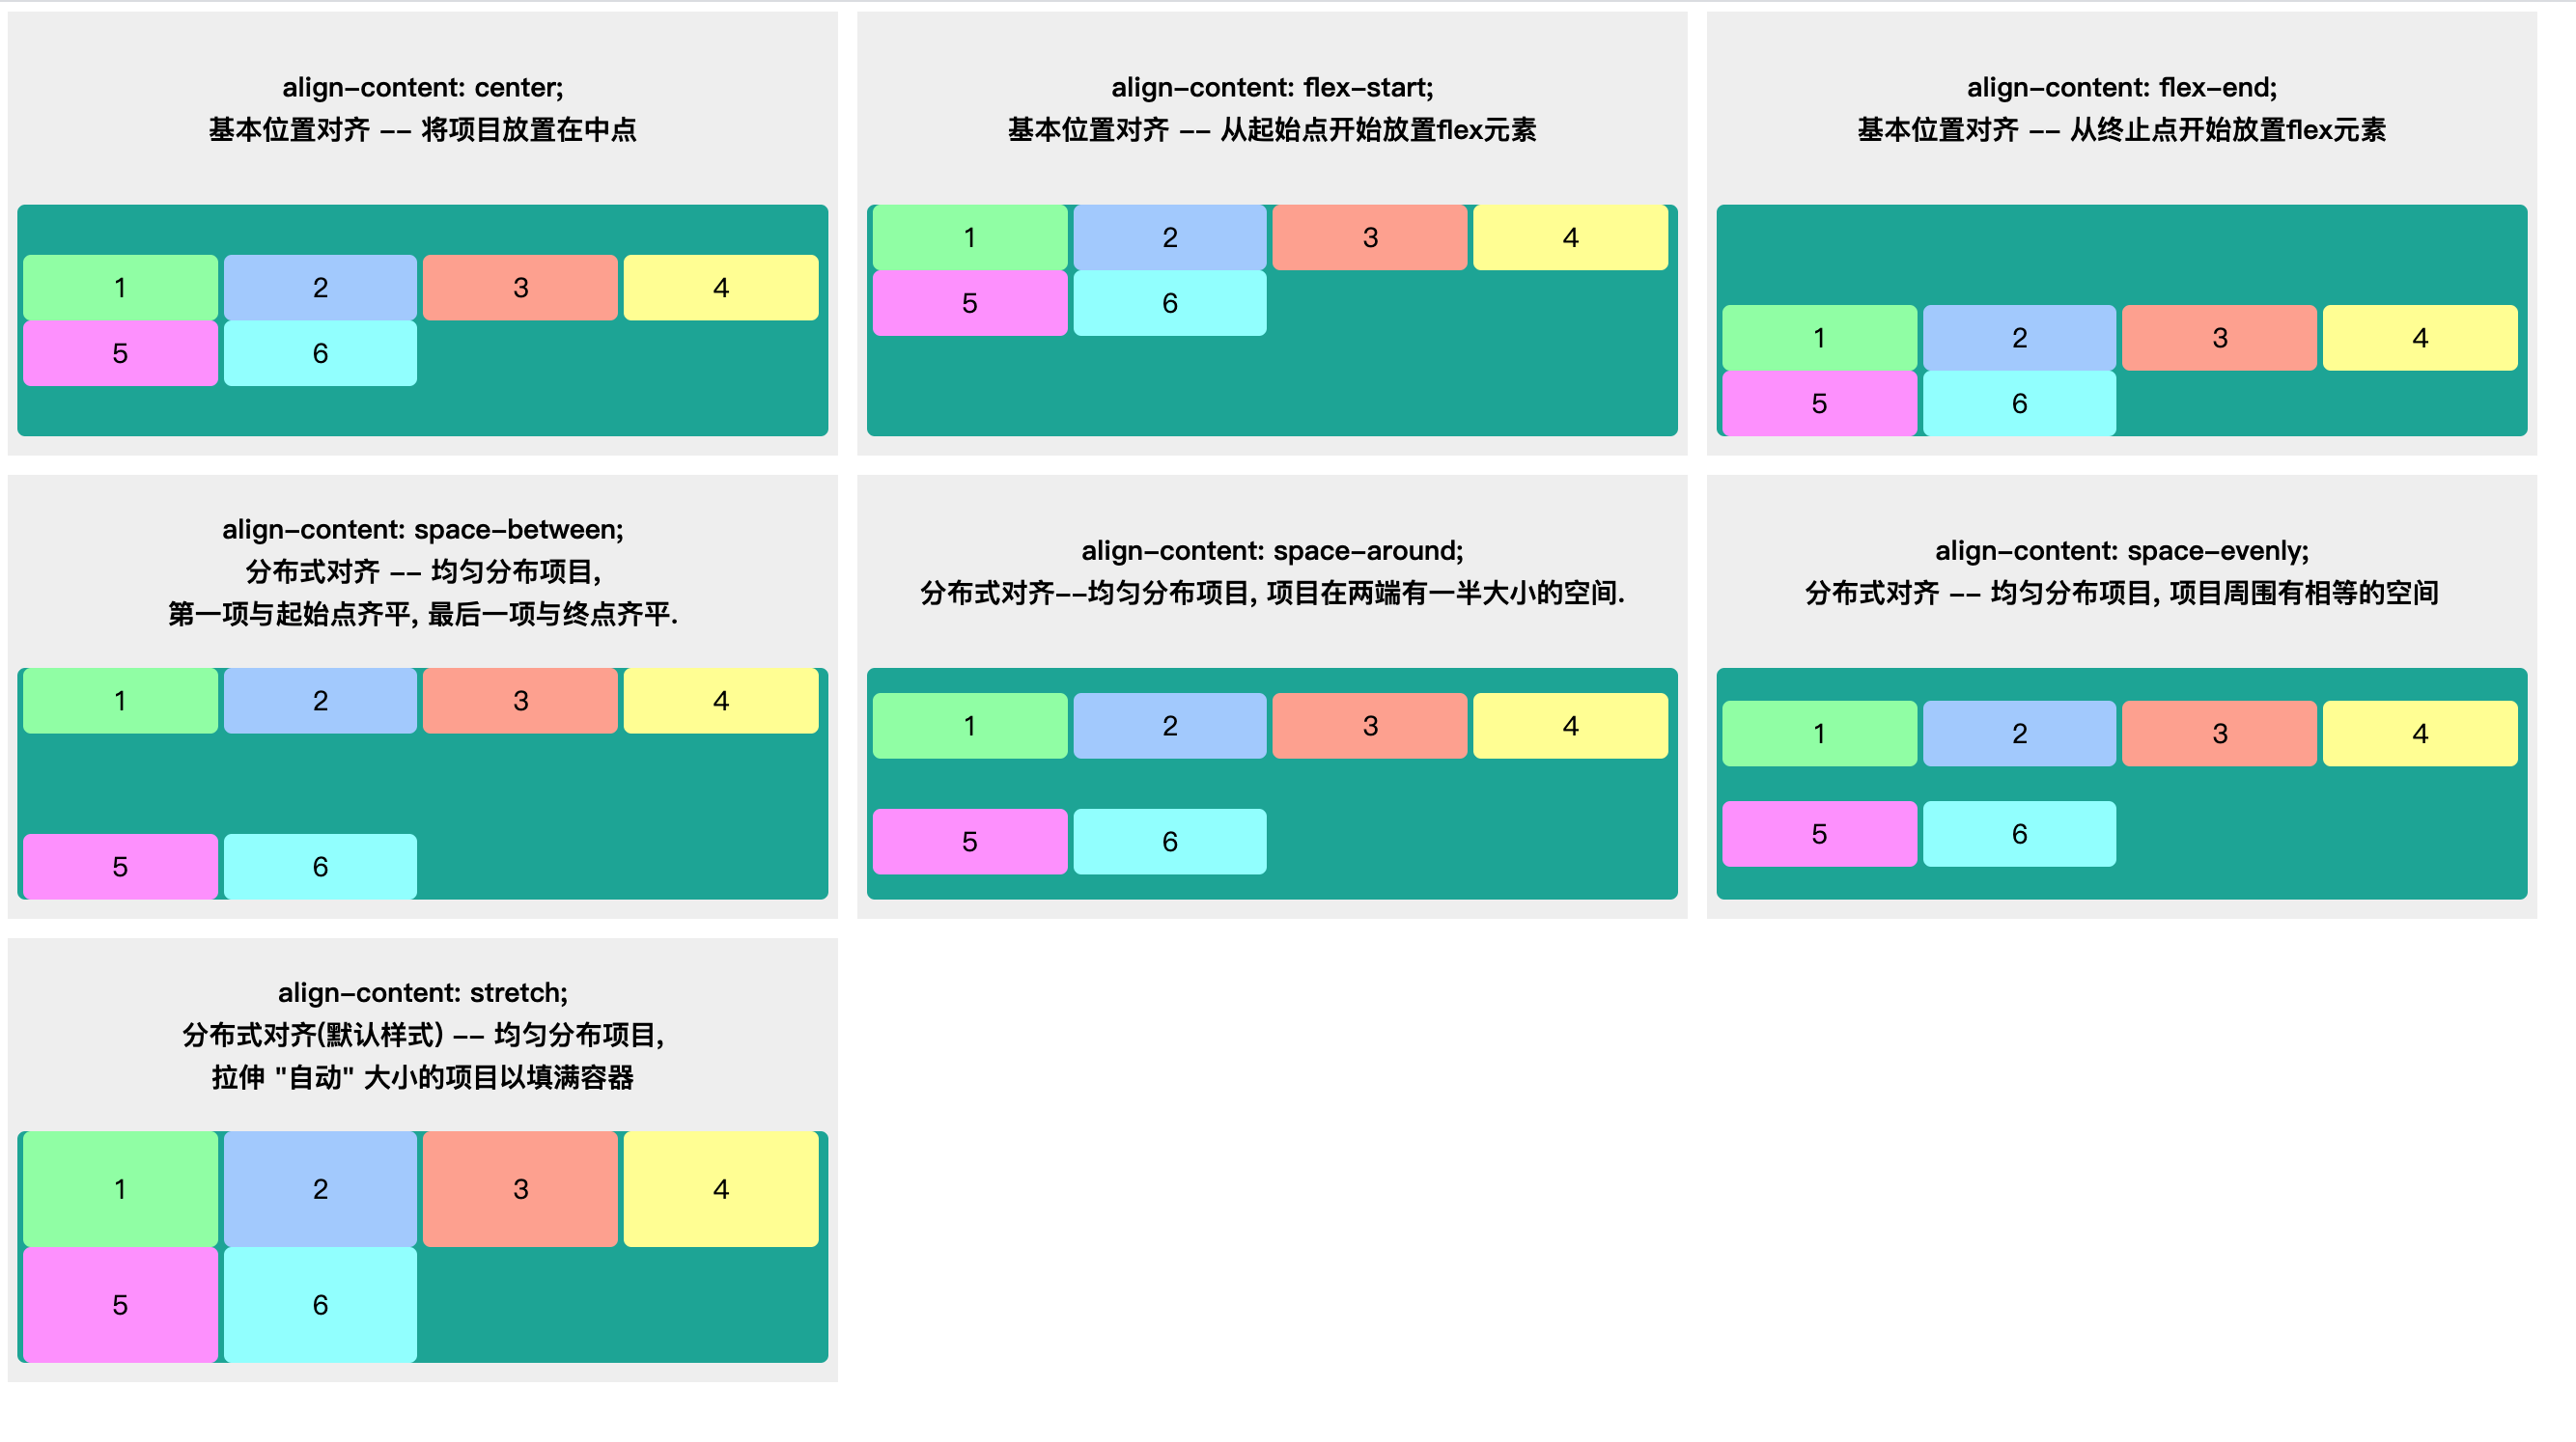 align-content: center;
基本位置对齐 -- 将项目放置在中点
1
2
3
4
5
6
align-content: flex-start;
基本位置对齐 -- 从起始点开始放置flex元素
1
2
3
4
5
6
align-content: flex-end;
基本位置对齐 -- 从终止点开始放置flex元素
1
2
3
4
5
6
align-content: space-between;
分布式对齐 -- 均匀分布项目,
第一项与起始点齐平, 最后一项与终点齐平.
1
2
3
4
5
6
align-content: space-around;
分布式对齐--均匀分布项目, 项目在两端有一半大小的空间.
1
2
3
4
5
6
align-content: space-evenly;
分布式对齐 -- 均匀分布项目, 项目周围有相等的空间
1
2
3
4
5
6
align-content: stretch;
分布式对齐(默认样式) -- 均匀分布项目,
拉伸 "自动" 大小的项目以填满容器
1
2
3
4
5
6